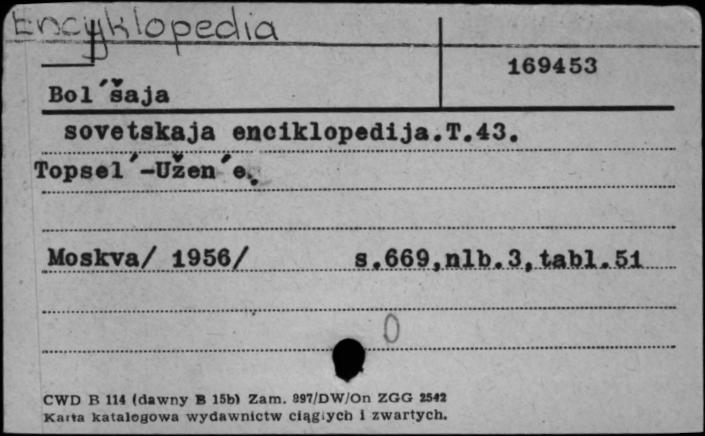 Encyklopedia
169453
Bol´šaja
sovetskaja enciklopedija.T.43.
Topsel´-Užen´e.
Moskva/ 1956/ s.669,nlb.3,tabl.51
0
CWD B 114 (dawny B 15b) Zam. 897/DW/On ZGG 2542
Karta katalogowa wydawnictw ciągłych i zwartych.